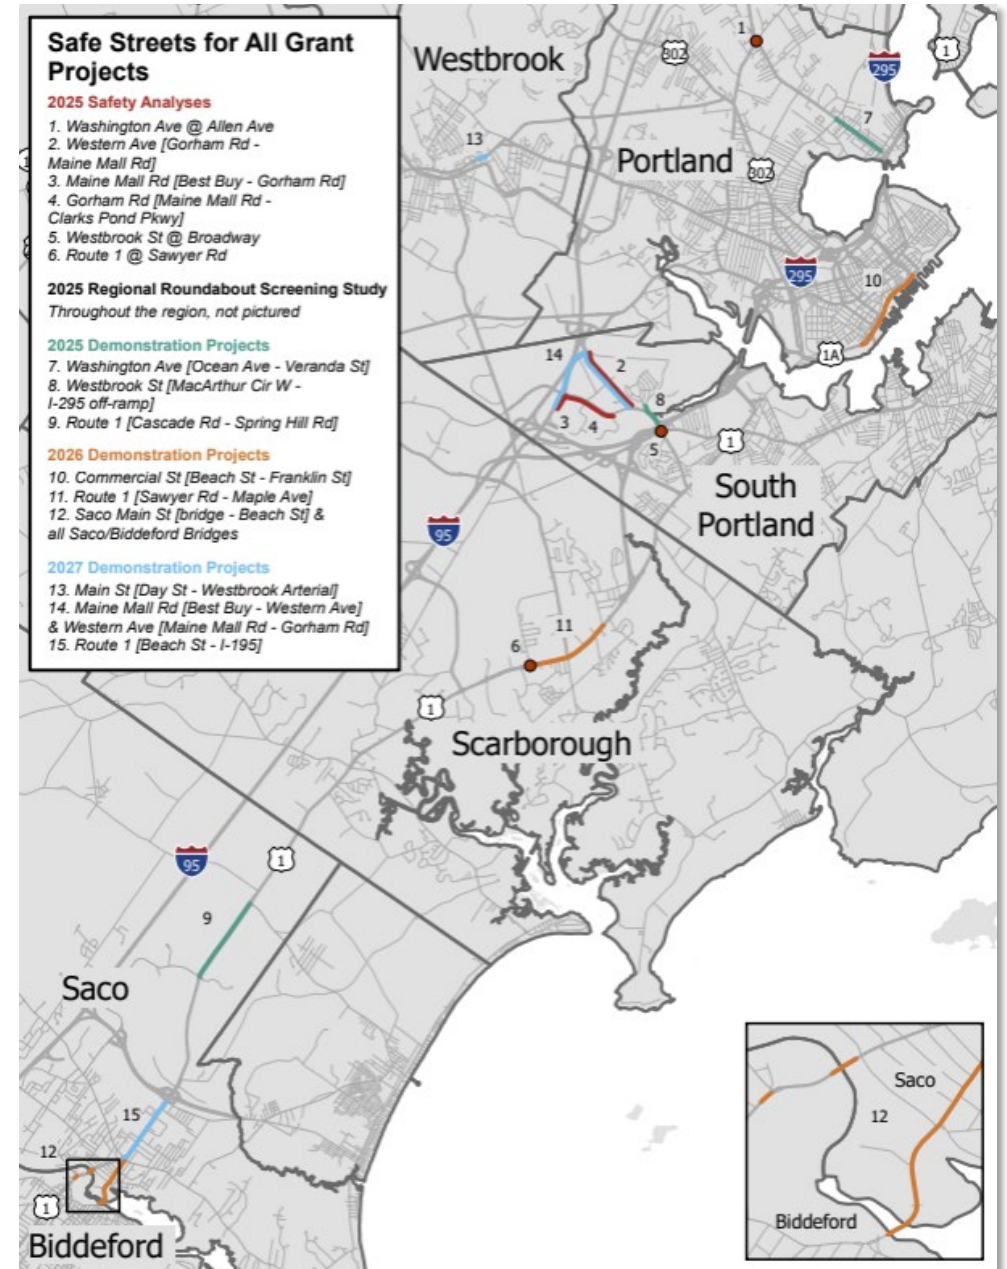 Safe Streets for All Grant
Projects
2025 Safety Analyses
1. Washington Ave @ Allen Ave
2. Western Ave [Gorham Rd -
Maine Mall Rd]
3. Maine Mall Rd [Best Buy - Gorham Rd]
4. Gorham Rd [Maine Mall Rd -
Clarks Pond Pkwy]
5. Westbrook St @ Broadway
6. Route 1 @ Sawyer Rd
2025 Regional Roundabout Screening Study
Throughout the region, not pictured
2025 Demonstration Projects
7. Washington Ave [Ocean Ave - Veranda St]
8. Westbrook St [MacArthur Cir W -
I-295 off-ramp]
9. Route 1 [Cascade Rd - Spring Hill Rd]
2026 Demonstration Projects
10. Commercial St [Beach St - Franklin St]
11. Route 1 [Sawyer Rd - Maple Ave]
12. Saco Main St [bridge - Beach St] &
all Saco/Biddeford Bridges
2027 Demonstration Projects
13. Main St [Day St - Westbrook Arterial]
14. Maine Mall Rd [Best Buy - Western Ave]
& Western Ave [Maine Mall Rd - Gorham Rd]
15. Route 1 [Beach St - I-195]
Westbrook
302
1
295
1
7
13
Portland
302
295
10
1A
14
2
8
3
4
5
1
South
Portland
95
11
6
1
Scarborough
95
1
9
Saco
15
12
1
Biddeford
Saco
12
Biddeford